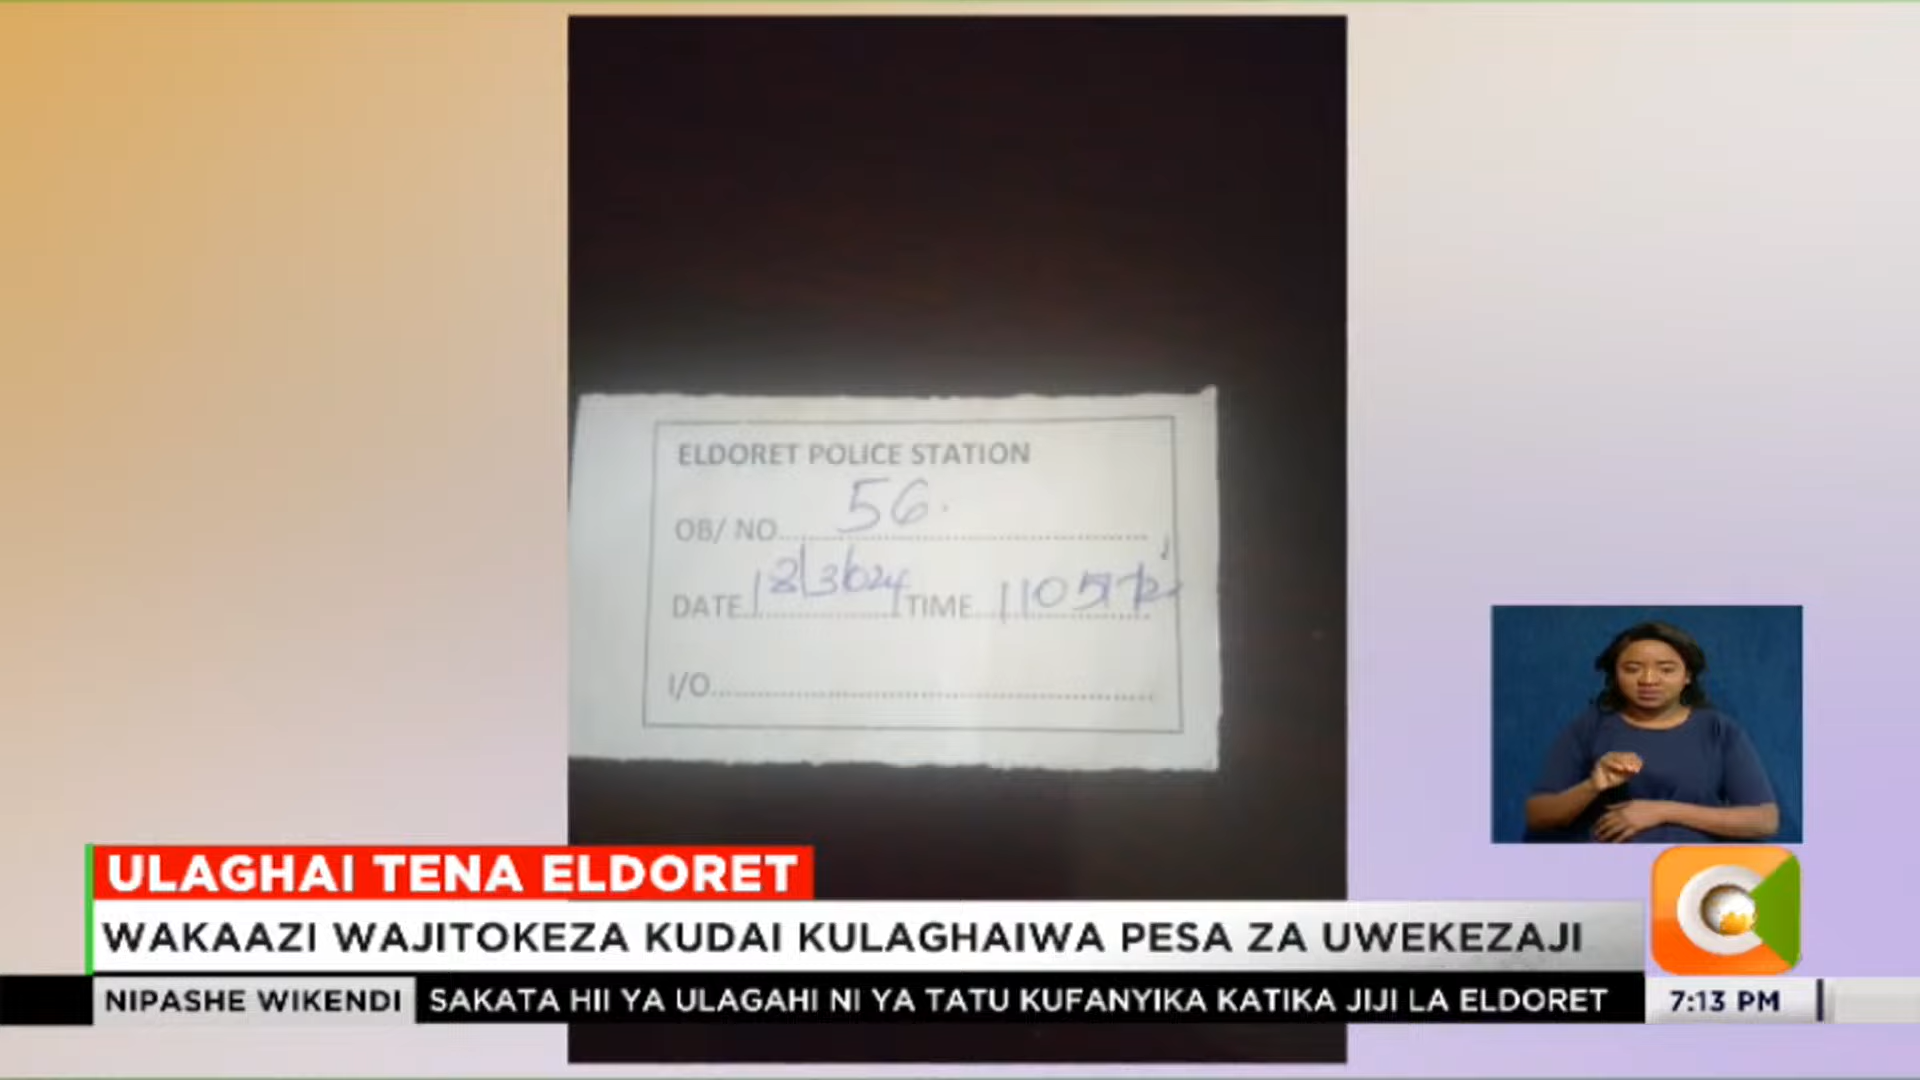 ELDORET POLICE STATION
OB/ NO 56.
DATE 18/3/024 TIME 1105
I/O
ULAGHAI TENA ELDORET
WAKAAZI WAJITOKEZA KUDAI KULAGHAIWA PESA ZA UWEKEZAJI
NIPASHE WIKENDI SAKATA HII YA ULAGAHI NI YA TATU KUFANYIKA KATIKA JIJI LA ELDORET 7:13 PM